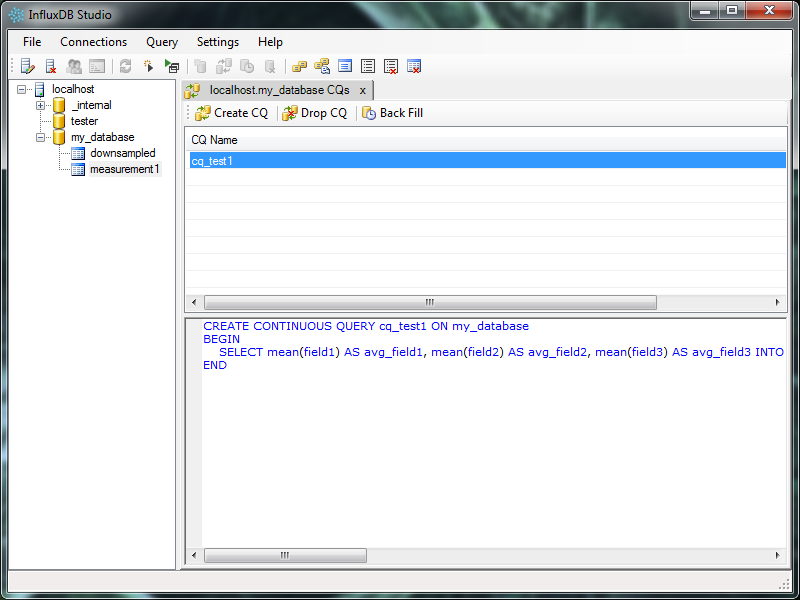 InfluxDB Studio
File Connections Query Settings Help
localhost
_internal
tester
my_database
downsampled
measurement1
localhost.my_database CQs x
Create CQ Drop CQ Back Fill
CQ Name
cq_test1
CREATE CONTINUOUS QUERY cq_test1 ON my_database
BEGIN
SELECT mean(field1) AS avg_field1, mean(field2) AS avg_field2, mean(field3) AS avg_field3 INTO
END